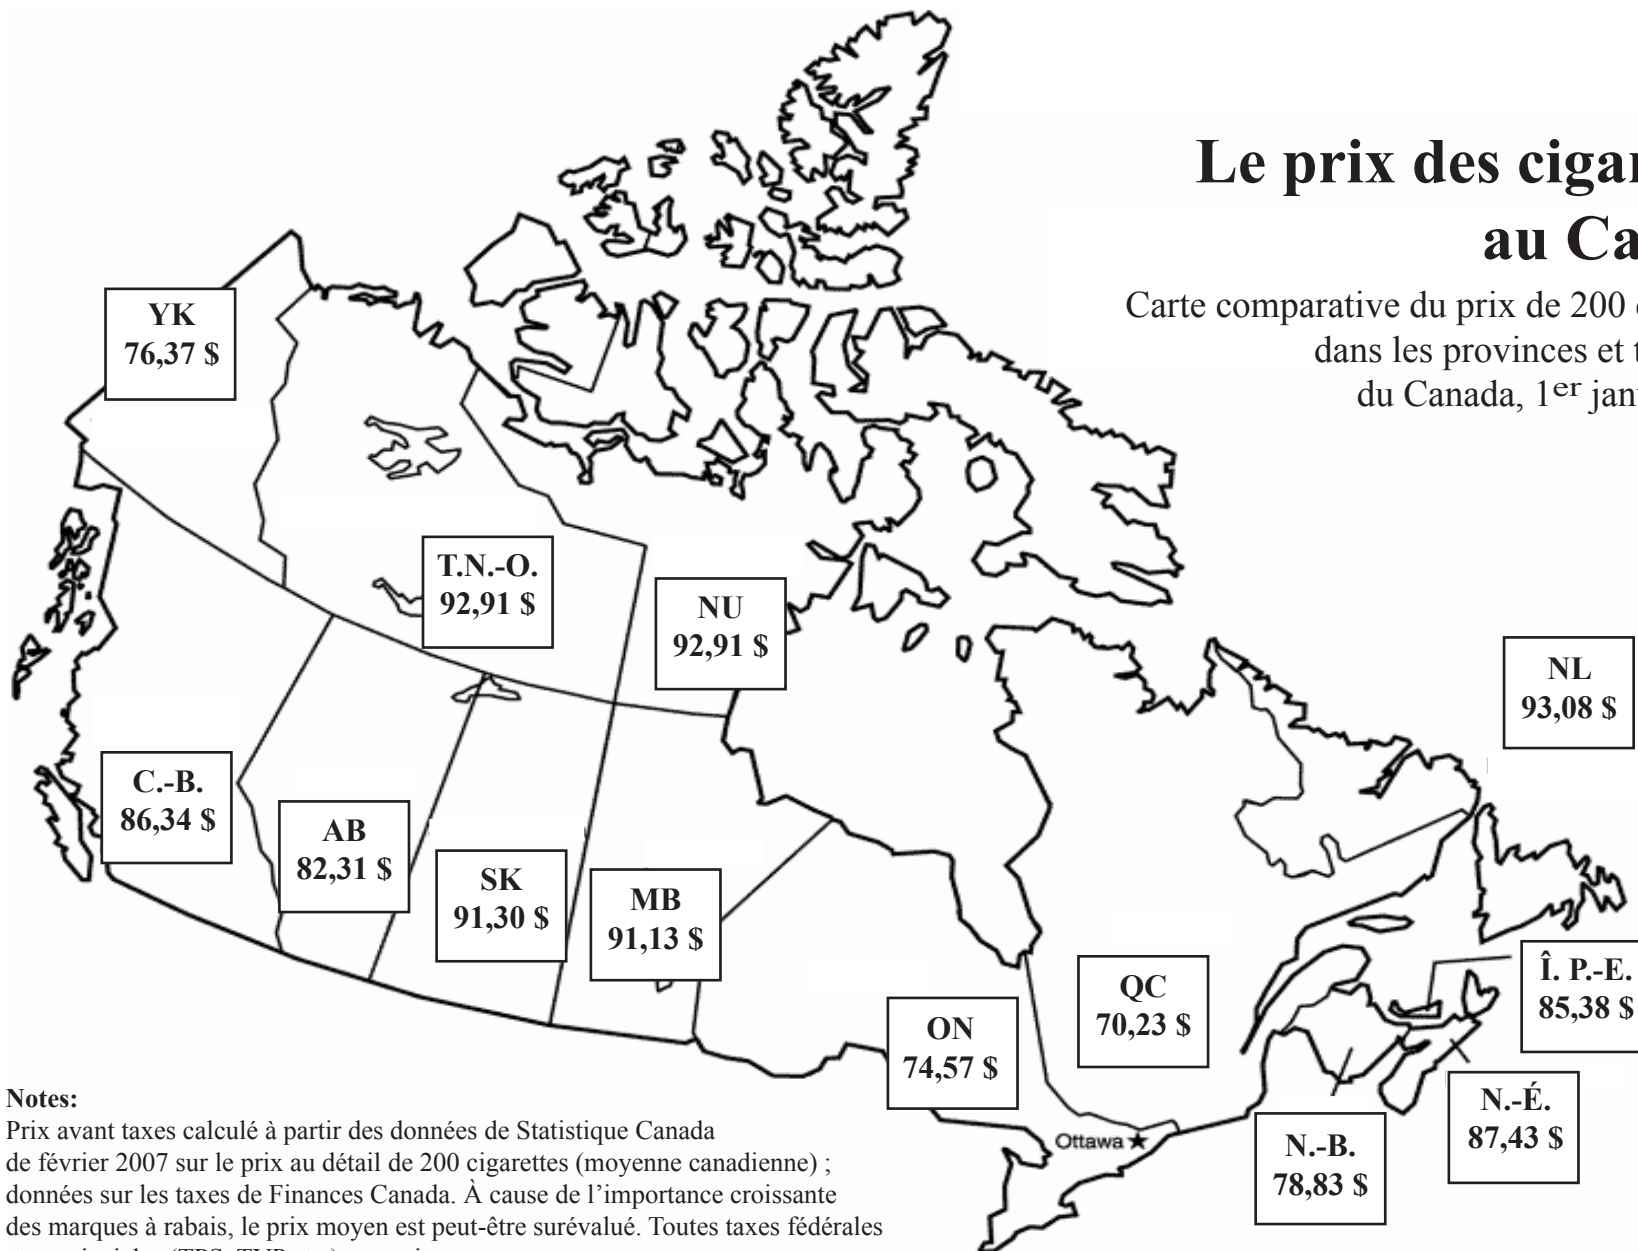 Le prix des
au
Carte comparative du prix de 200
dans les provinces et
du Canada, 1er
YK
76,37 $
T.N.-O.
92,91 $
NU
92,91 $
NL
93,08 $
C.-B.
86,34 $
AB
82,31 $
SK
91,30 $
MB
91,13 $
ON
74,57 $
QC
70,23 $
Î. P.-E.
85,38 $
N.-É.
87,43 $
N.-B.
78,83 $
Ottawa
Notes:
Prix avant taxes calculé à partir des données de Statistique Canada
de février 2007 sur le prix au détail de 200 cigarettes (moyenne canadienne) ;
données sur les taxes de Finances Canada. À cause de l’importance croissante
des marques à rabais, le prix moyen est peut-être surévalué. Toutes taxes fédérales